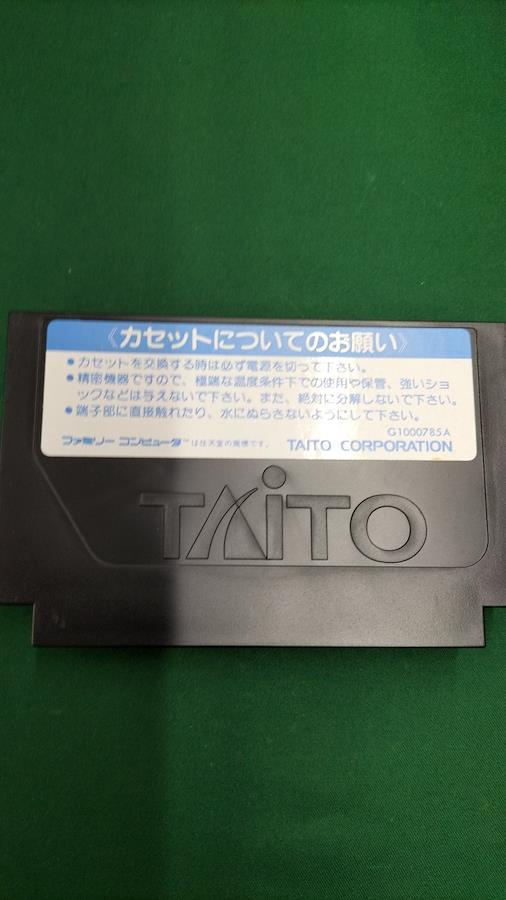 《カセットについてのお願い》
●カセットを交換する時は必ず電源を切って下さい。
●精密機器ですので、極端な温度条件下での使用や保管、強いショ
ックなどは与えないで下さい。また、絶対に分解しないで下さい。
●端子部に直接触れたり、水にぬらさないようにして下さい。
G1000785A
ファミリーコンピュータ™は任天堂の商標です。 TAITO CORPORATION
TAITO